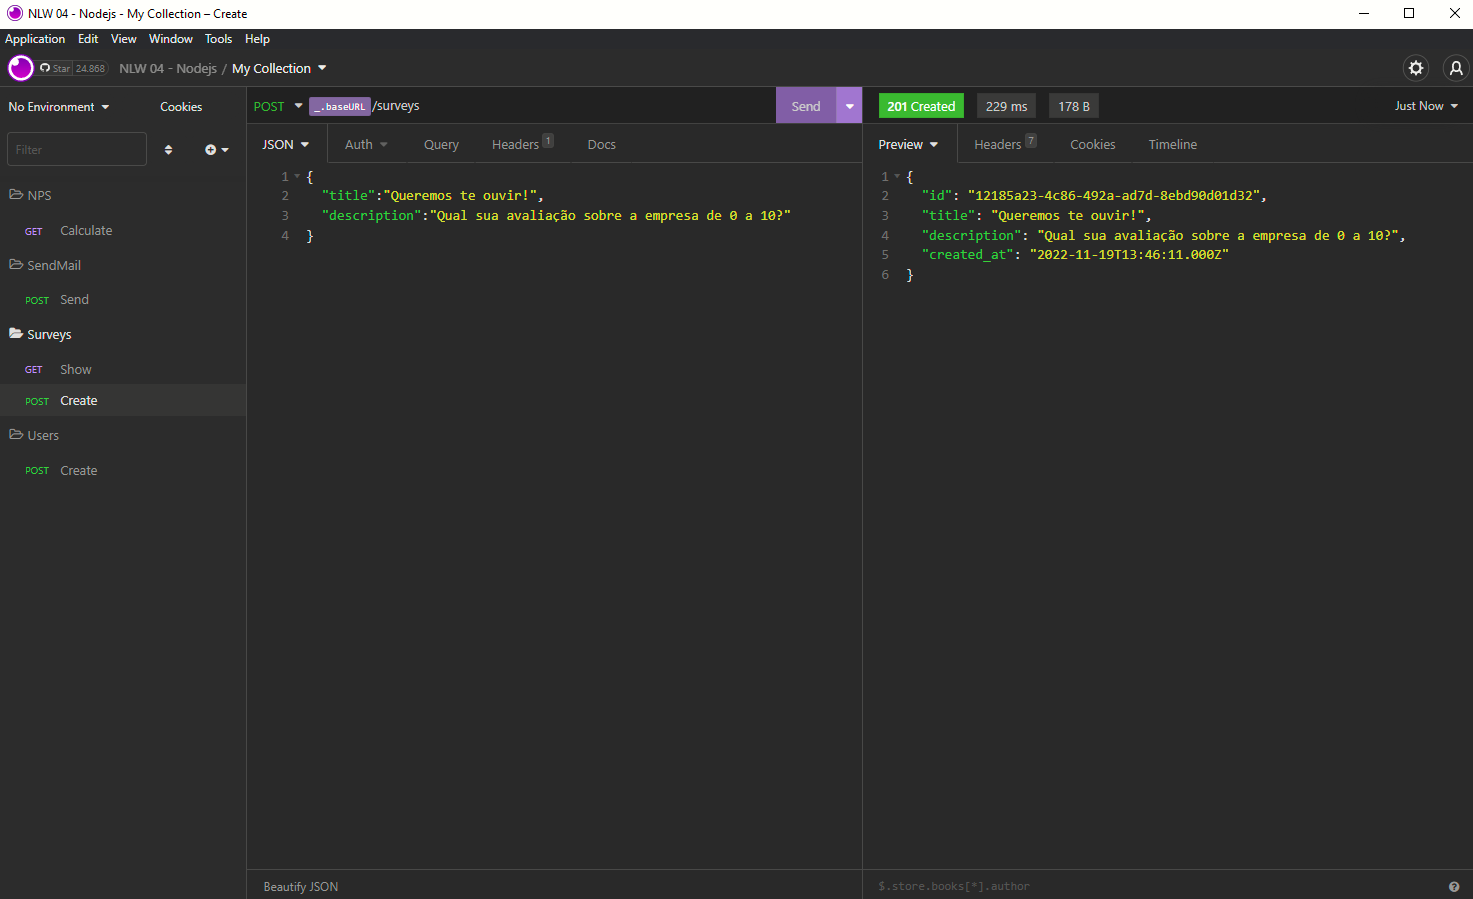 NLW 04 - Nodejs - My Collection – Create
Application Edit View Window Tools Help
Star 24.868 NLW 04 - Nodejs / My Collection
No Environment Cookies
Filter
NPS
GET Calculate
SendMail
POST Send
Surveys
GET Show
POST Create
Users
POST Create
POST _.baseURL /surveys Send
JSON Auth Query Headers 1 Docs
1 {
2 "title":"Queremos te ouvir!",
3 "description":"Qual sua avaliação sobre a empresa de 0 a 10?"
4 }
Beautify JSON
201 Created 229 ms 178 B Just Now
Preview Headers 7 Cookies Timeline
1 {
2 "id": "12185a23-4c86-492a-ad7d-8ebd90d01d32",
3 "title": "Queremos te ouvir!",
4 "description": "Qual sua avaliação sobre a empresa de 0 a 10?",
5 "created_at": "2022-11-19T13:46:11.000Z"
6 }
$.store.books[*].author